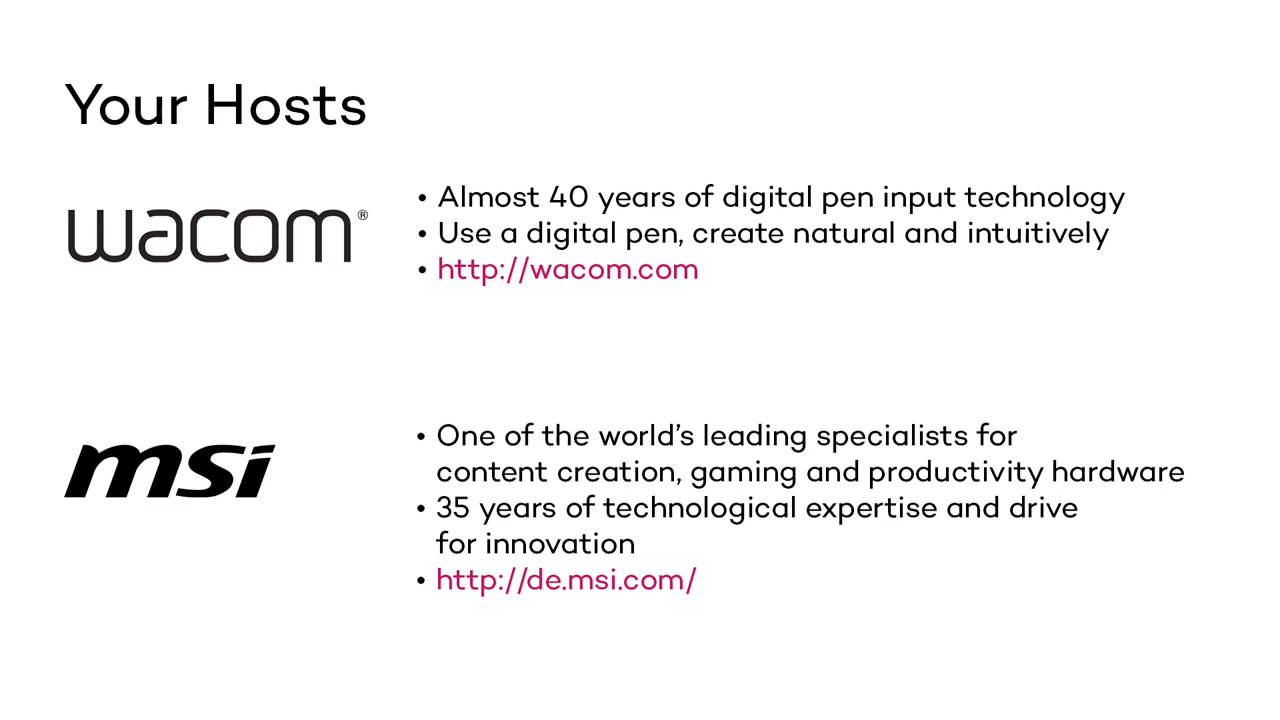 Your Hosts
wacom®
• Almost 40 years of digital pen input technology
• Use a digital pen, create natural and intuitively
• http://wacom.com
msi
• One of the world’s leading specialists for
content creation, gaming and productivity hardware
• 35 years of technological expertise and drive
for innovation
• http://de.msi.com/